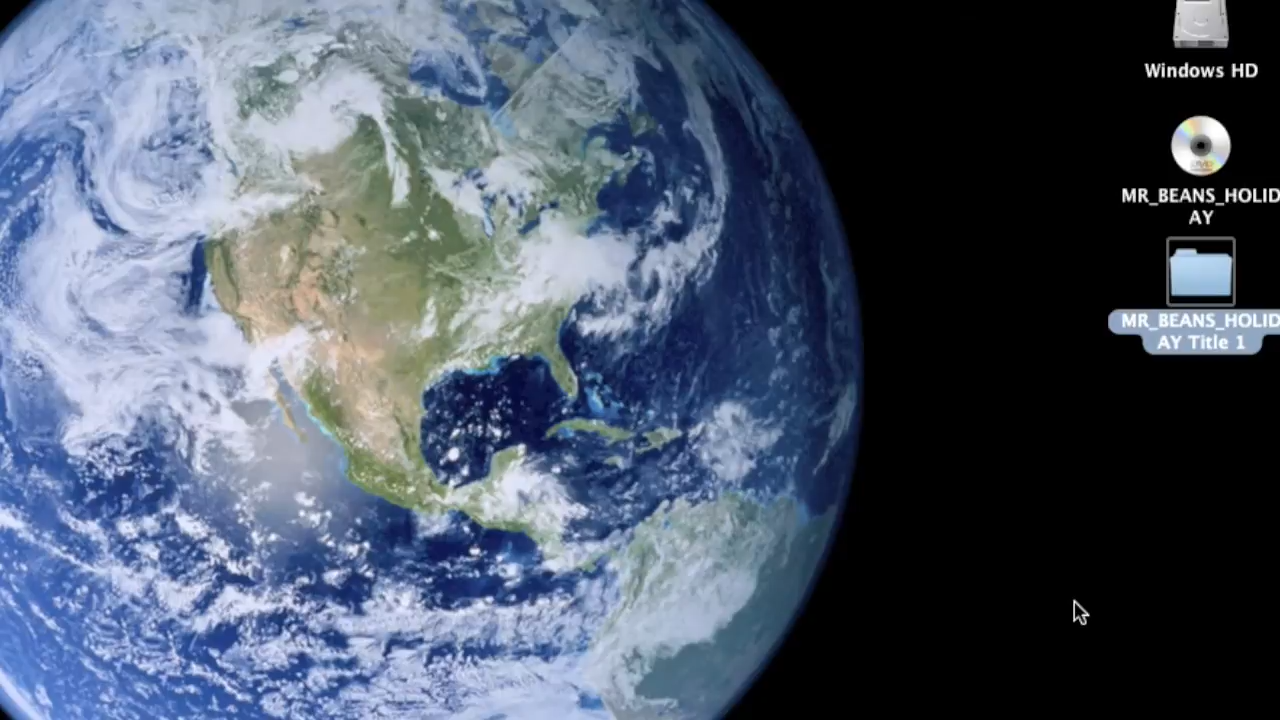 Windows HD
MR_BEANS_HOLID
AY
MR_BEANS_HOLID
AY Title 1